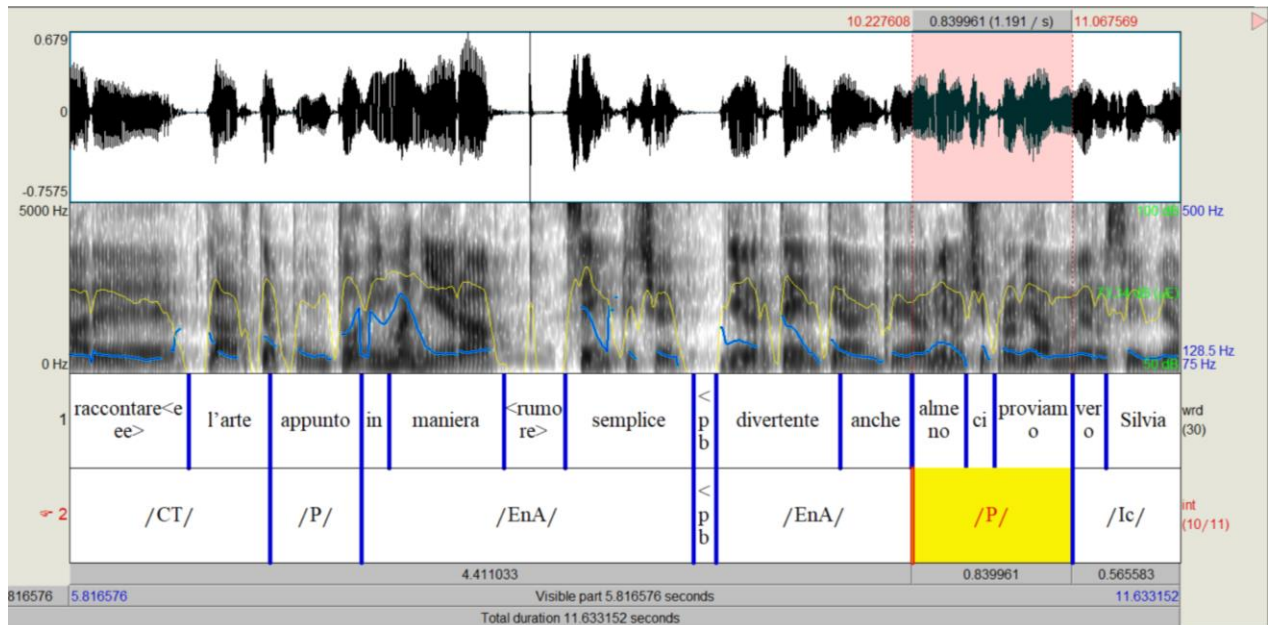 10.227608 0.839961 (1.191 / s) 11.067569
0.679
0
-0.7575
5000 Hz 500 Hz
0 Hz 128.5 Hz
50 dB 75 Hz
1 raccontare<e l'arte appunto in maniera <rumo semplice < divertente anche alme ci proviam ver Silvia wrd
ee> re> p b no o o (30)
2 /CT/ /P/ /EnA/ < p b /EnA/ /P/ /Ic/ int
(10/11)
4.411033 0.839961 0.565583
816576 5.816576 Visible part 5.816576 seconds 11.633152
Total duration 11.633152 seconds